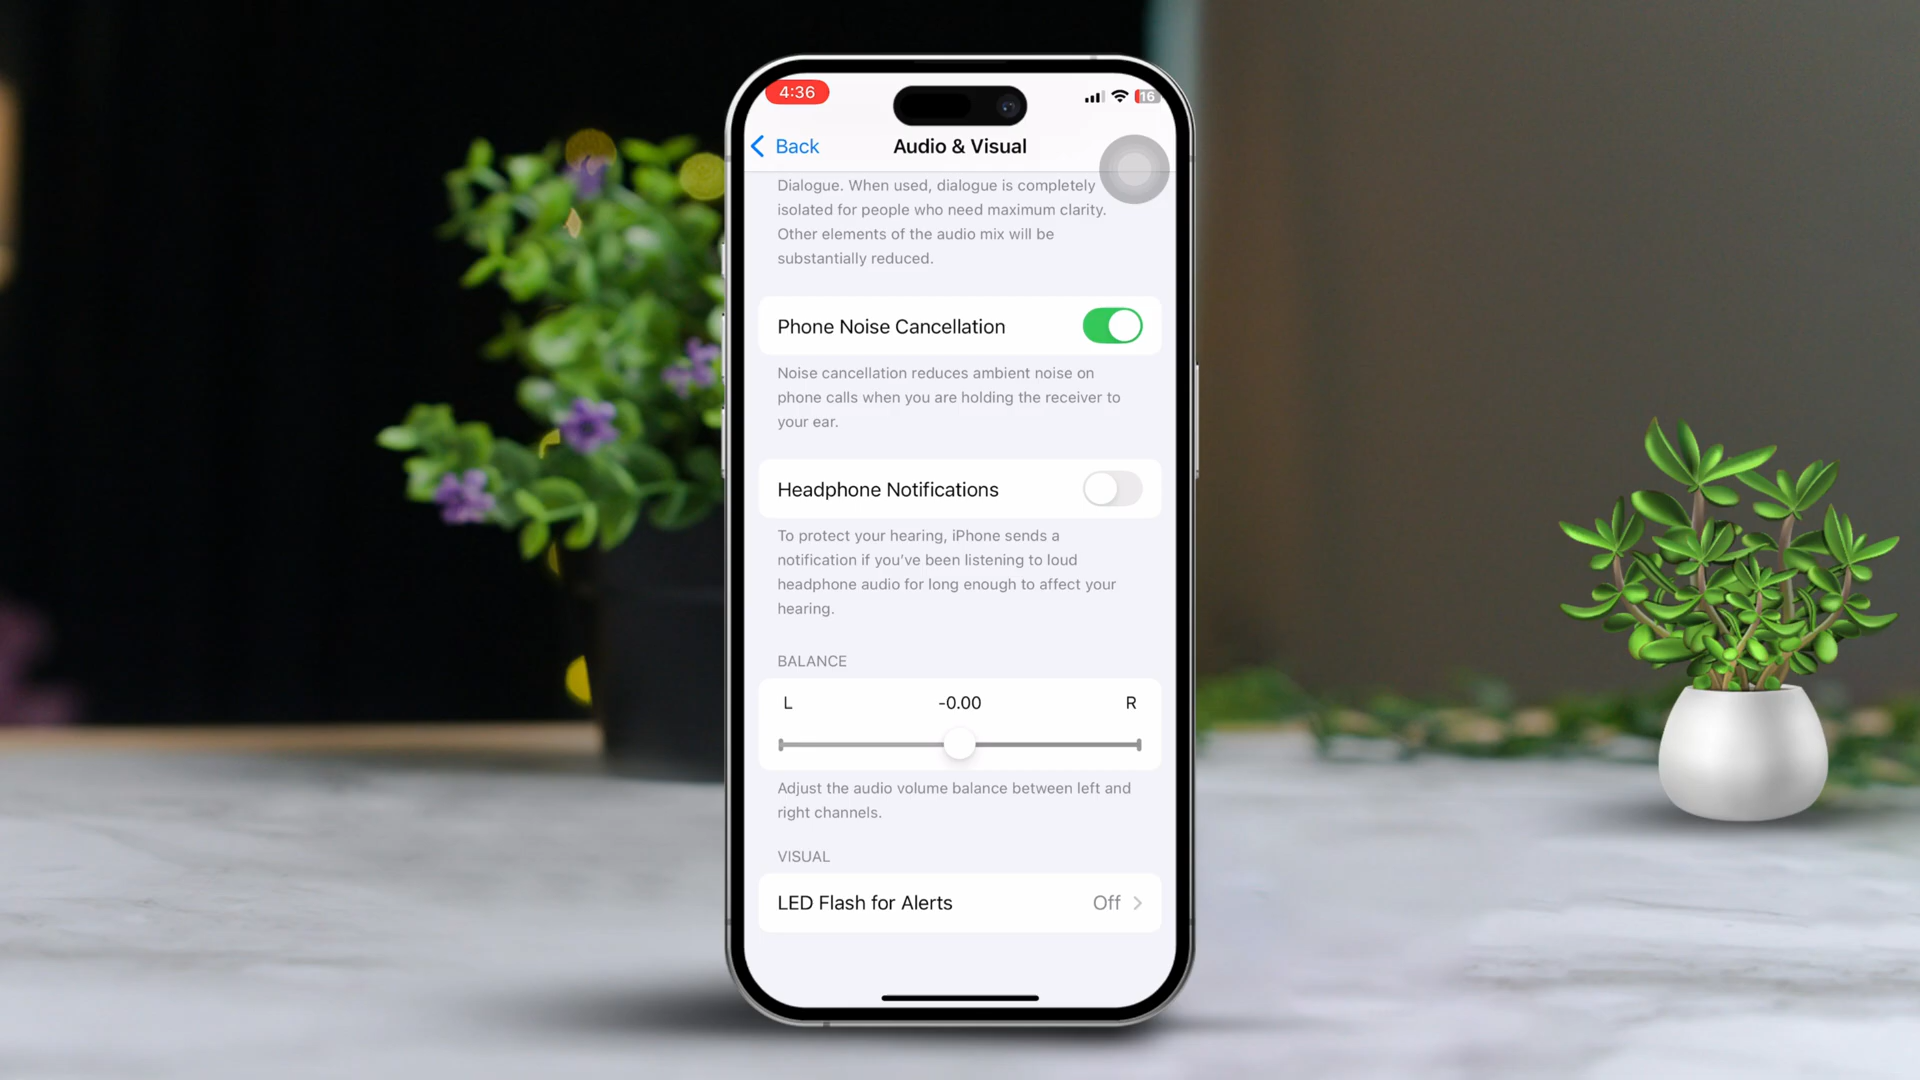 4:36
16
Back
Audio & Visual
Dialogue. When used, dialogue is completely
isolated for people who need maximum clarity.
Other elements of the audio mix will be
substantially reduced.
Phone Noise Cancellation
Noise cancellation reduces ambient noise on
phone calls when you are holding the receiver to
your ear.
Headphone Notifications
To protect your hearing, iPhone sends a
notification if you’ve been listening to loud
headphone audio for long enough to affect your
hearing.
BALANCE
L -0.00 R
Adjust the audio volume balance between left and
right channels.
VISUAL
LED Flash for Alerts Off